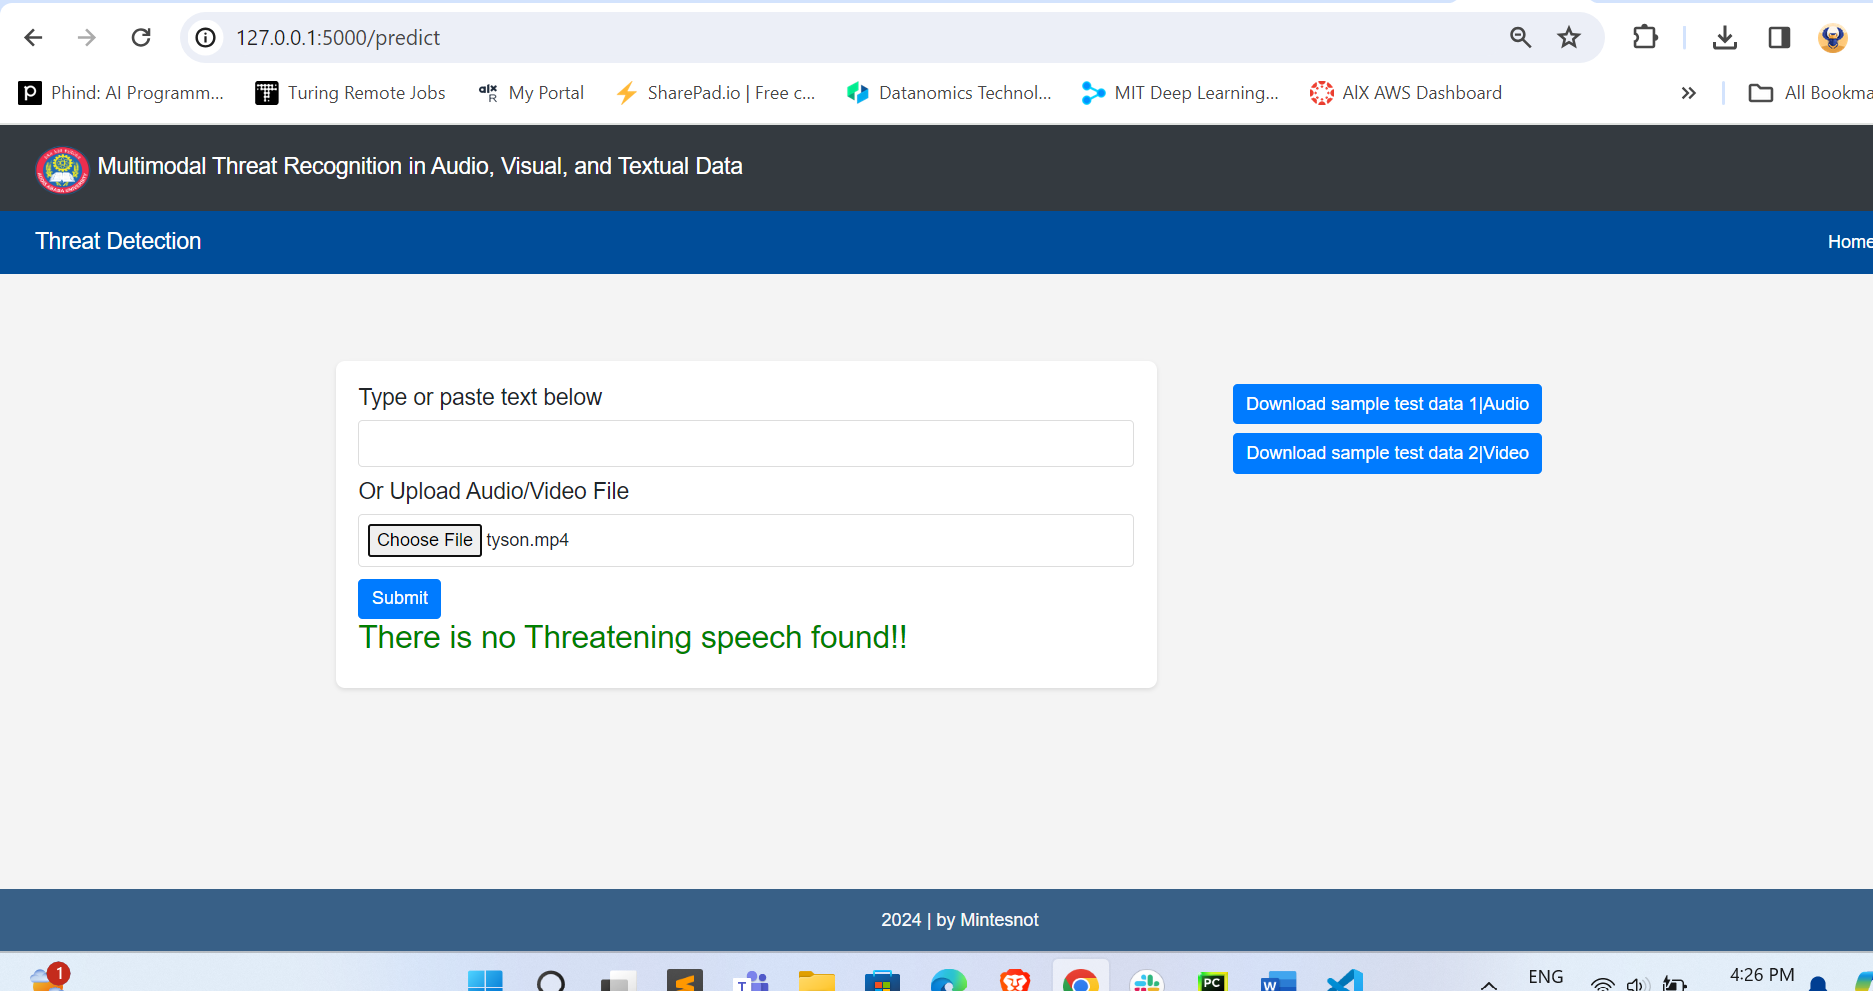 127.0.0.1:5000/predict
Phind: AI Programm...
Turing Remote Jobs
My Portal
SharePad.io | Free c...
Datanomics Technol...
MIT Deep Learning...
AlX AWS Dashboard
All Bookma
Multimodal Threat Recognition in Audio, Visual, and Textual Data
Threat Detection
Home
Type or paste text below
Download sample test data 1|Audio
Download sample test data 2|Video
Or Upload Audio/Video File
Choose File tyson.mp4
Submit
There is no Threatening speech found!!
2024 | by Mintesnot
1
ENG
4:26 PM